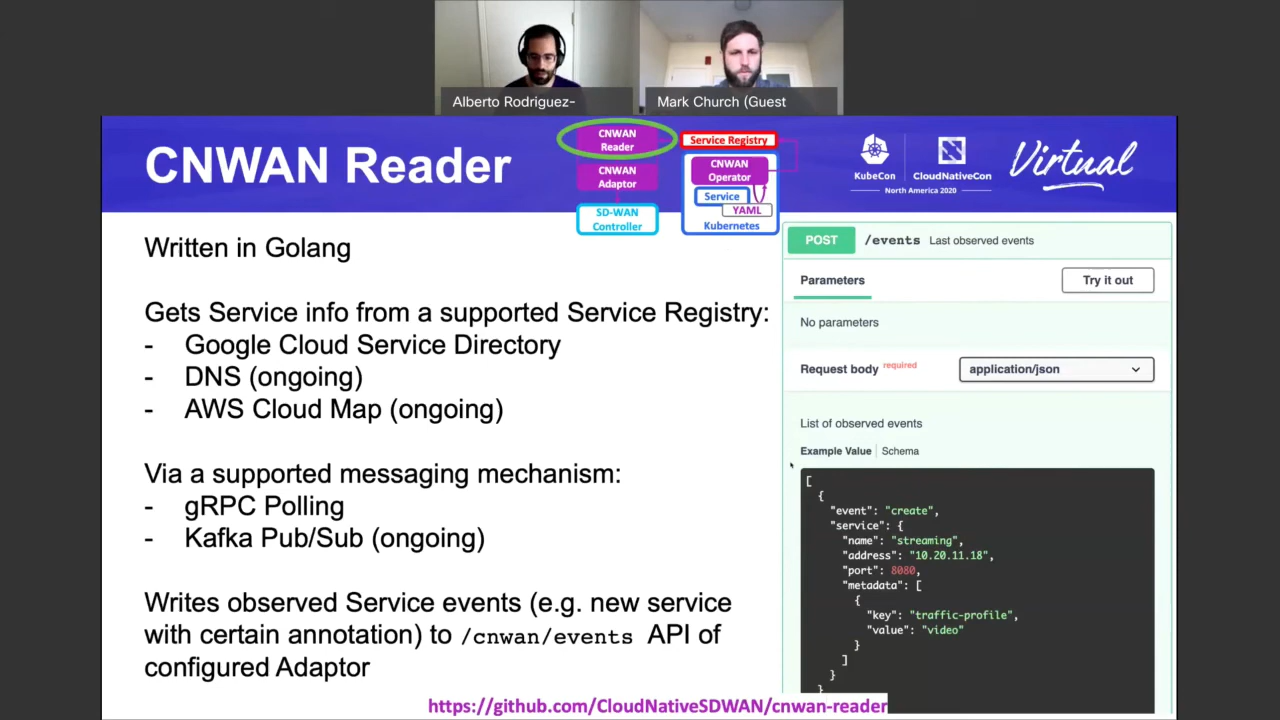 Alberto Rodriguez-
Mark Church (Guest
CNWAN Reader
CNWAN
Reader
CNWAN
Adaptor
SD-WAN
Controller
Service Registry
CNWAN
Operator
Service
YAML
Kubernetes
KubeCon
CloudNativeCon
North America 2020
Virtual
Written in Golang
Gets Service info from a supported Service Registry:
- Google Cloud Service Directory
- DNS (ongoing)
- AWS Cloud Map (ongoing)
Via a supported messaging mechanism:
- gRPC Polling
- Kafka Pub/Sub (ongoing)
Writes observed Service events (e.g. new service
with certain annotation) to /cnwan/events API of
configured Adaptor
https://github.com/CloudNativeSDWAN/cnwan-reader
POST /events Last observed events
Parameters
Try it out
No parameters
Request body required
application/json
List of observed events
Example Value | Schema
[
{
"event": "create",
"service": {
"name": "streaming",
"address": "10.20.11.18",
"port": 8080,
"metadata": [
{
"key": "traffic-profile",
"value": "video"
}
]
}
}